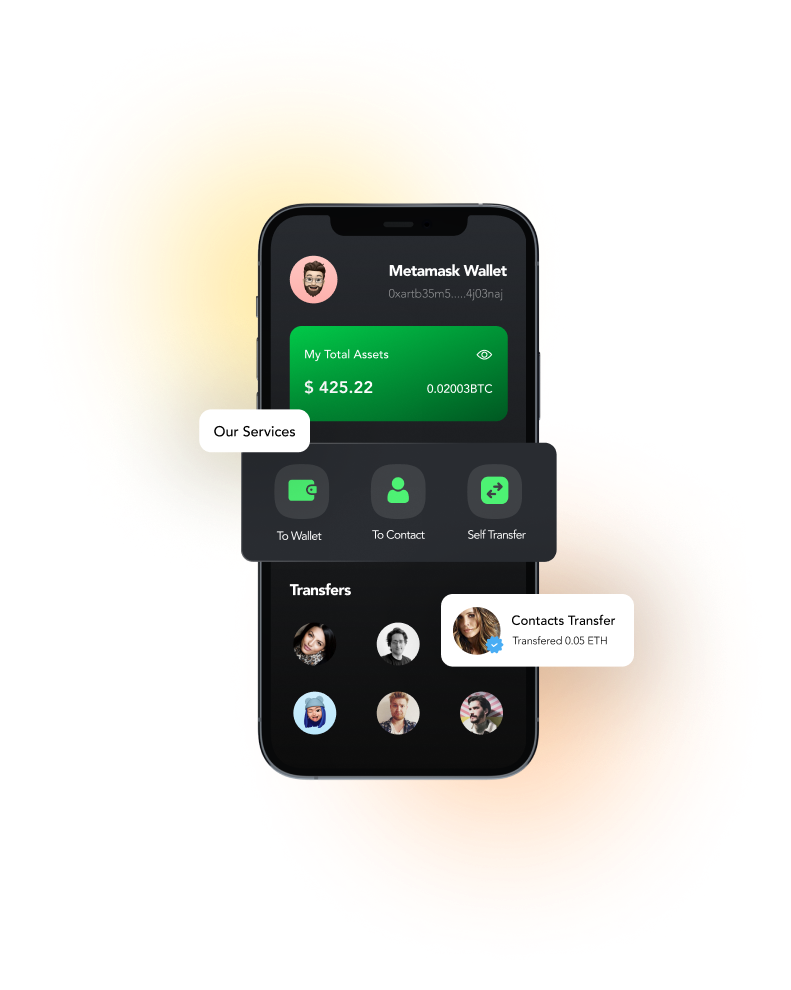 Metamask Wallet
0xartb35m5.....4j03naj
My Total Assets
$ 425.22
0.02003BTC
Our Services
To Wallet
To Contact
Self Transfer
Transfers
Contacts Transfer
Transfered 0.05 ETH